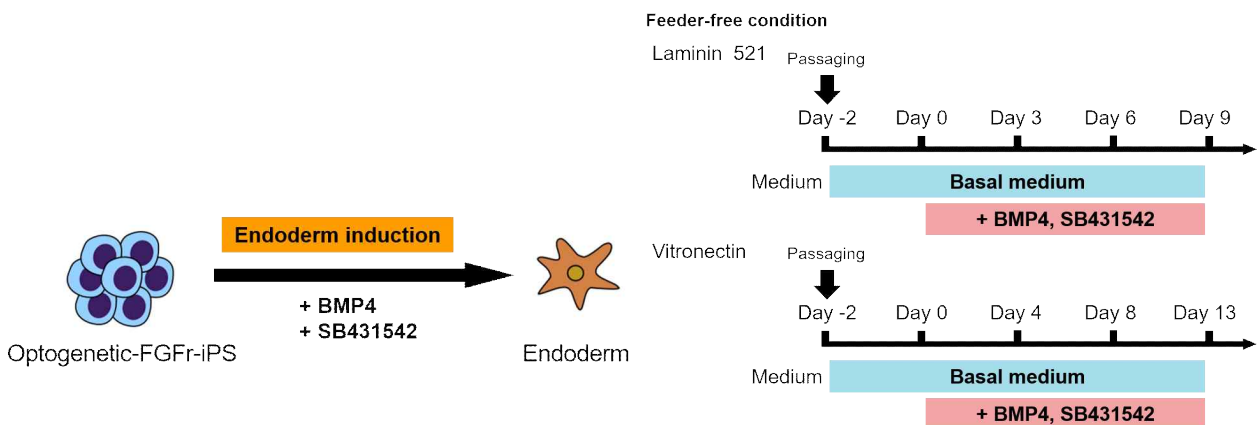 Endoderm induction
+ BMP4
+ SB431542
Optogenetic-FGFr-iPS
Endoderm
Feeder-free condition
Laminin 521
Passaging
Day -2 Day 0 Day 3 Day 6 Day 9
Medium Basal medium
+ BMP4, SB431542
Vitronectin
Passaging
Day -2 Day 0 Day 4 Day 8 Day 13
Medium Basal medium
+ BMP4, SB431542